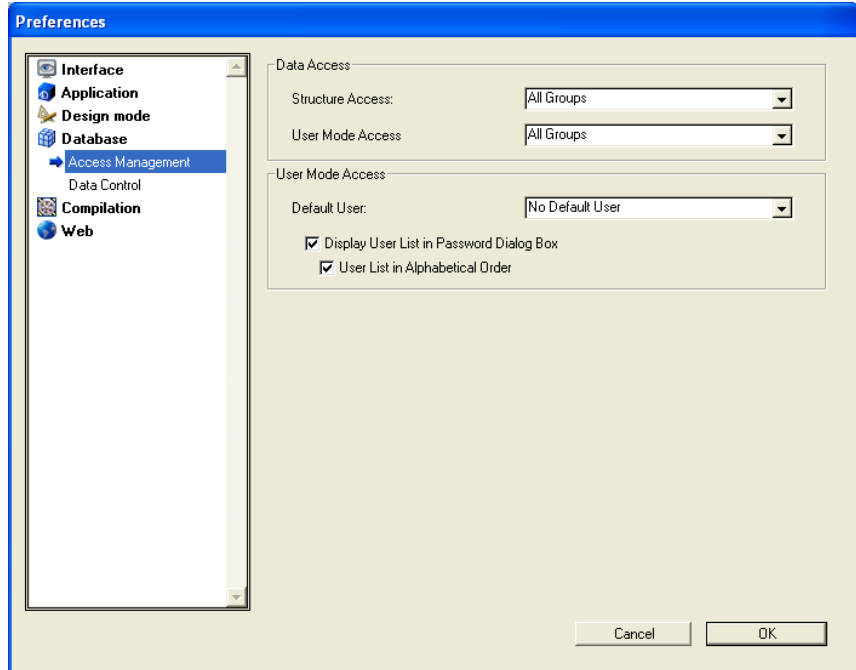 Preferences
Interface
Application
Design mode
Database
Access Management
Data Control
Compilation
Web
Data Access
Structure Access: All Groups
User Mode Access All Groups
User Mode Access
Default User: No Default User
Display User List in Password Dialog Box
User List in Alphabetical Order
Cancel OK